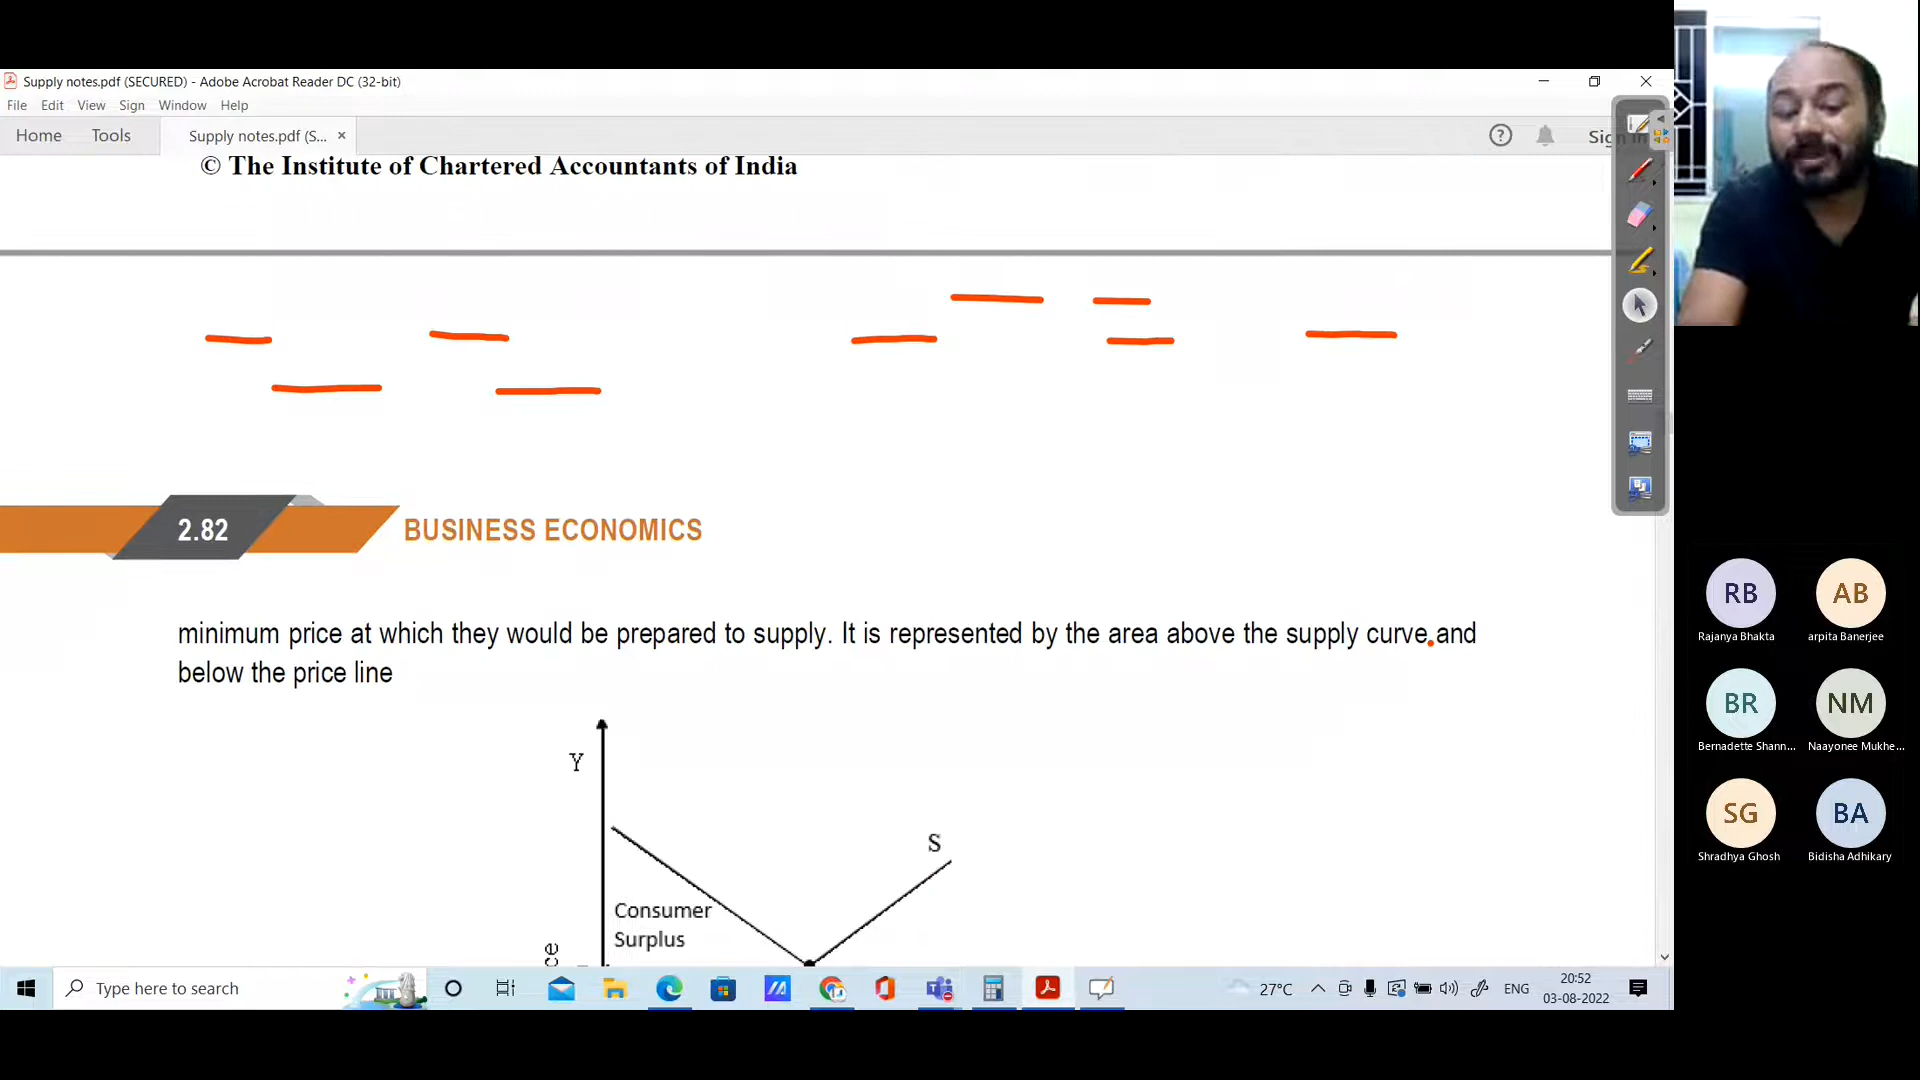 Supply notes.pdf (SECURED) - Adobe Acrobat Reader DC (32-bit)
File Edit View Sign Window Help
Home Tools Supply notes.pdf (S... × Sign In
© The Institute of Chartered Accountants of India
2.82 BUSINESS ECONOMICS
minimum price at which they would be prepared to supply. It is represented by the area above the supply curve and
below the price line
Y
S
Consumer
Surplus
ce
RB AB
Rajanya Bhakta arpita Banerjee
BR NM
Bernadette Shann... Naayonee Mukhe...
SG BA
Shradhya Ghosh Bidisha Adhikary
Type here to search
27°C ENG
20:52
03-08-2022